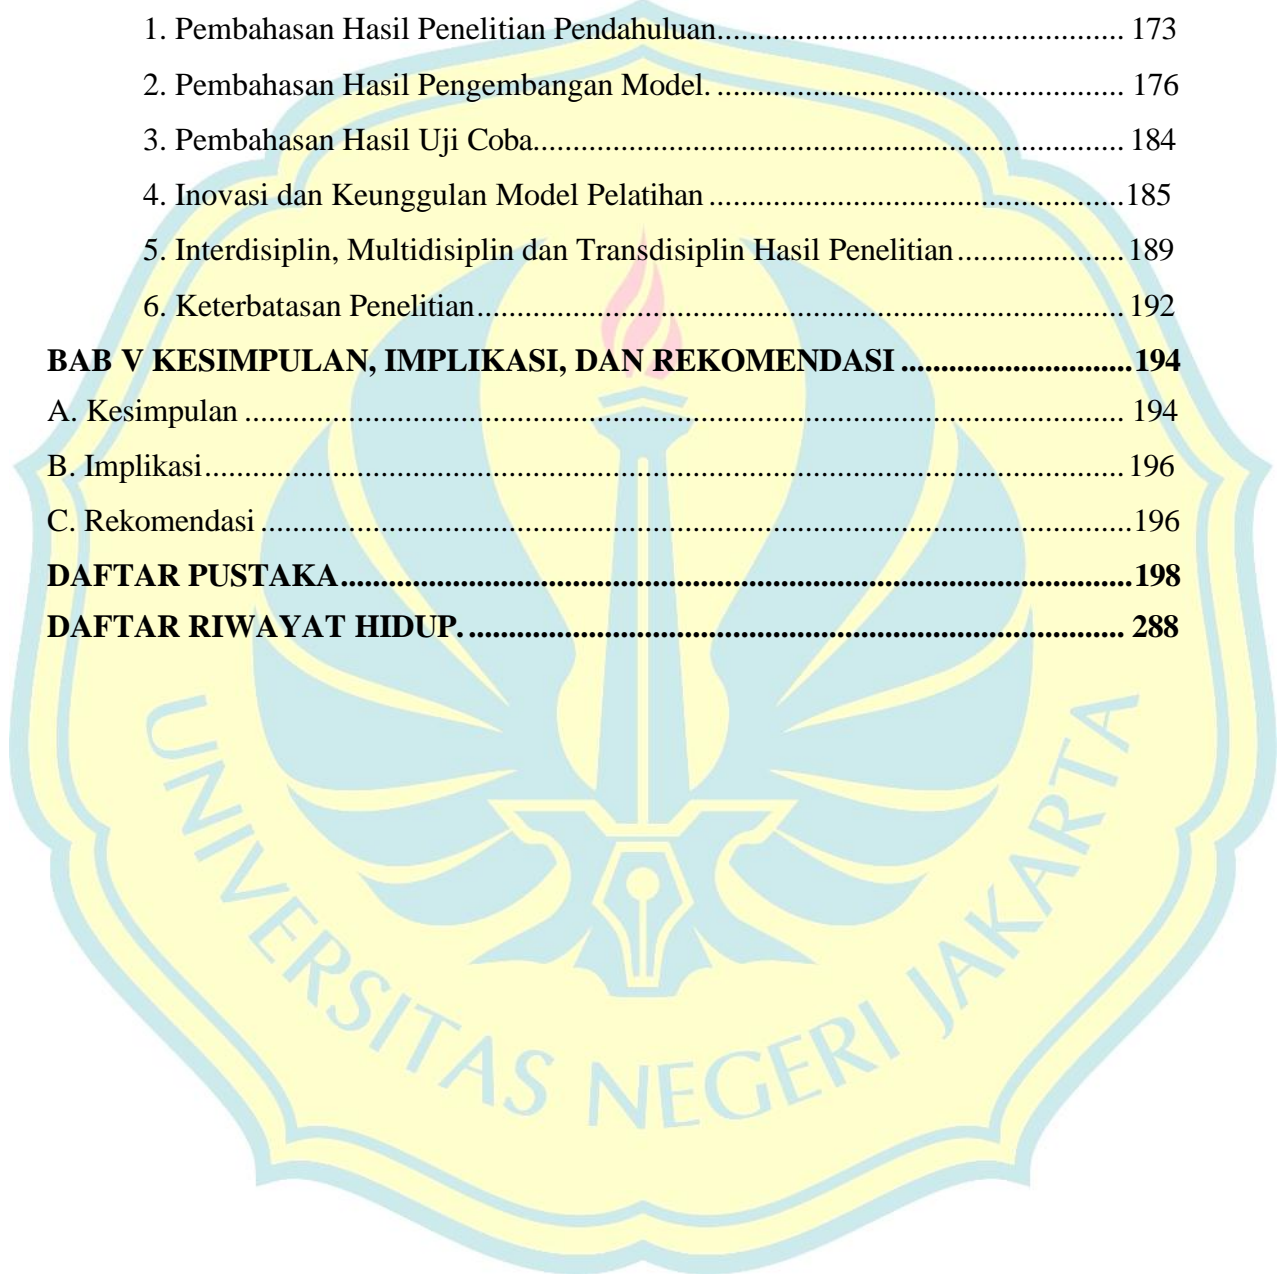 1. Pembahasan Hasil Penelitian Pendahuluan.................................................. 173
2. Pembahasan Hasil Pengembangan Model. .................................................. 176
3. Pembahasan Hasil Uji Coba......................................................................... 184
4. Inovasi dan Keunggulan Model Pelatihan ...................................................185
5. Interdisiplin, Multidisiplin dan Transdisiplin Hasil Penelitian.....................189
6. Keterbatasan Penelitian................................................................................ 192
BAB V KESIMPULAN, IMPLIKASI, DAN REKOMENDASI .............................194
A. Kesimpulan .............................................................................................................. 194
B. Implikasi................................................................................................................... 196
C. Rekomendasi .............................................................................................................196
DAFTAR PUSTAKA....................................................................................................198
DAFTAR RIWAYAT HIDUP. ................................................................................... 288
UNIVERSITAS NEGERI JAKARTA